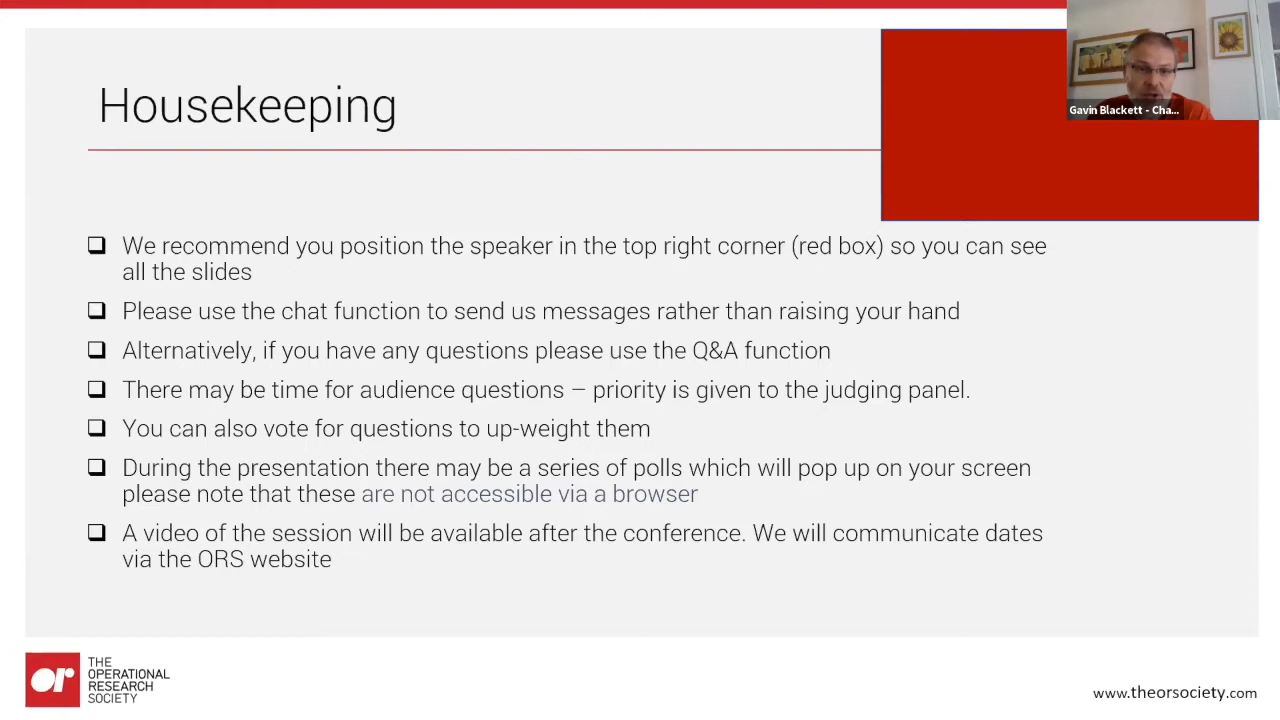 Gavin Blackett - Cha...
Housekeeping
We recommend you position the speaker in the top right corner (red box) so you can see
all the slides
Please use the chat function to send us messages rather than raising your hand
Alternatively, if you have any questions please use the Q&A function
There may be time for audience questions – priority is given to the judging panel.
You can also vote for questions to up-weight them
During the presentation there may be a series of polls which will pop up on your screen
please note that these are not accessible via a browser
A video of the session will be available after the conference. We will communicate dates
via the ORS website
or
THE
OPERATIONAL
RESEARCH
SOCIETY
www.theorsociety.com